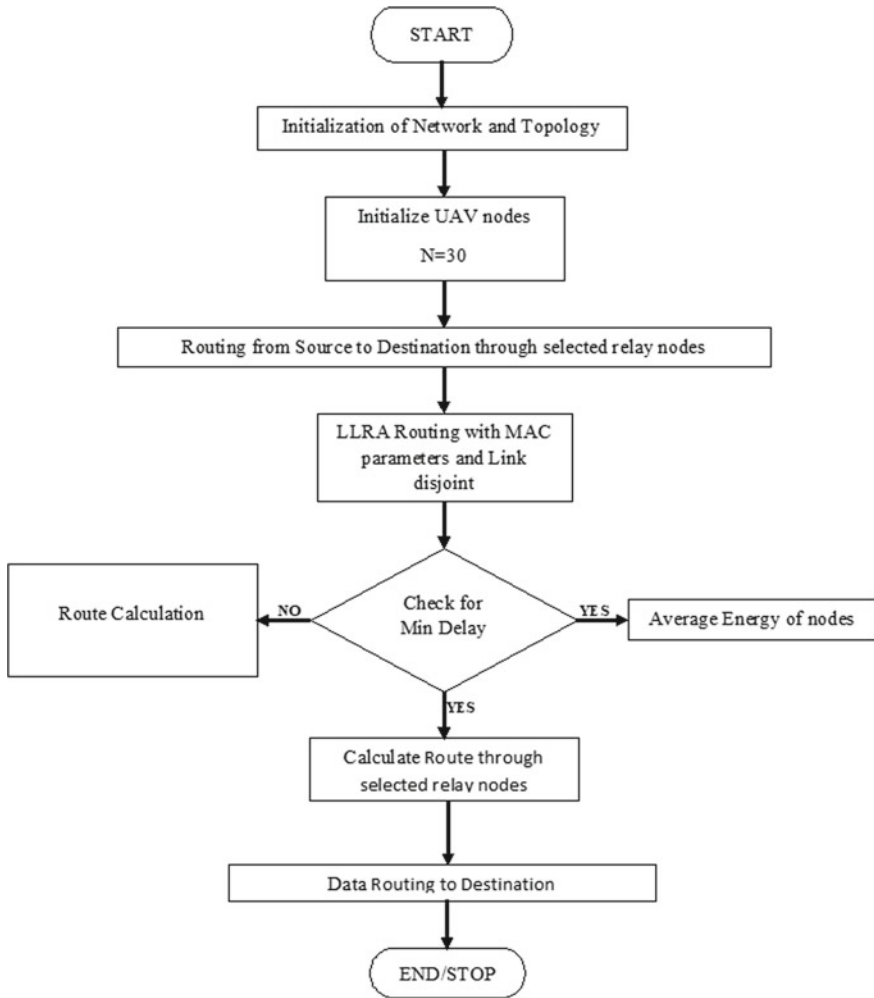 START
Initialization of Network and Topology
Initialize UAV nodes
N=30
Routing from Source to Destination through selected relay nodes
LLRA Routing with MAC
parameters and Link
disjoint
Route Calculation
NO
Check for
Min Delay
YES
Average Energy of nodes
YES
Calculate Route through
selected relay nodes
Data Routing to Destination
END/STOP